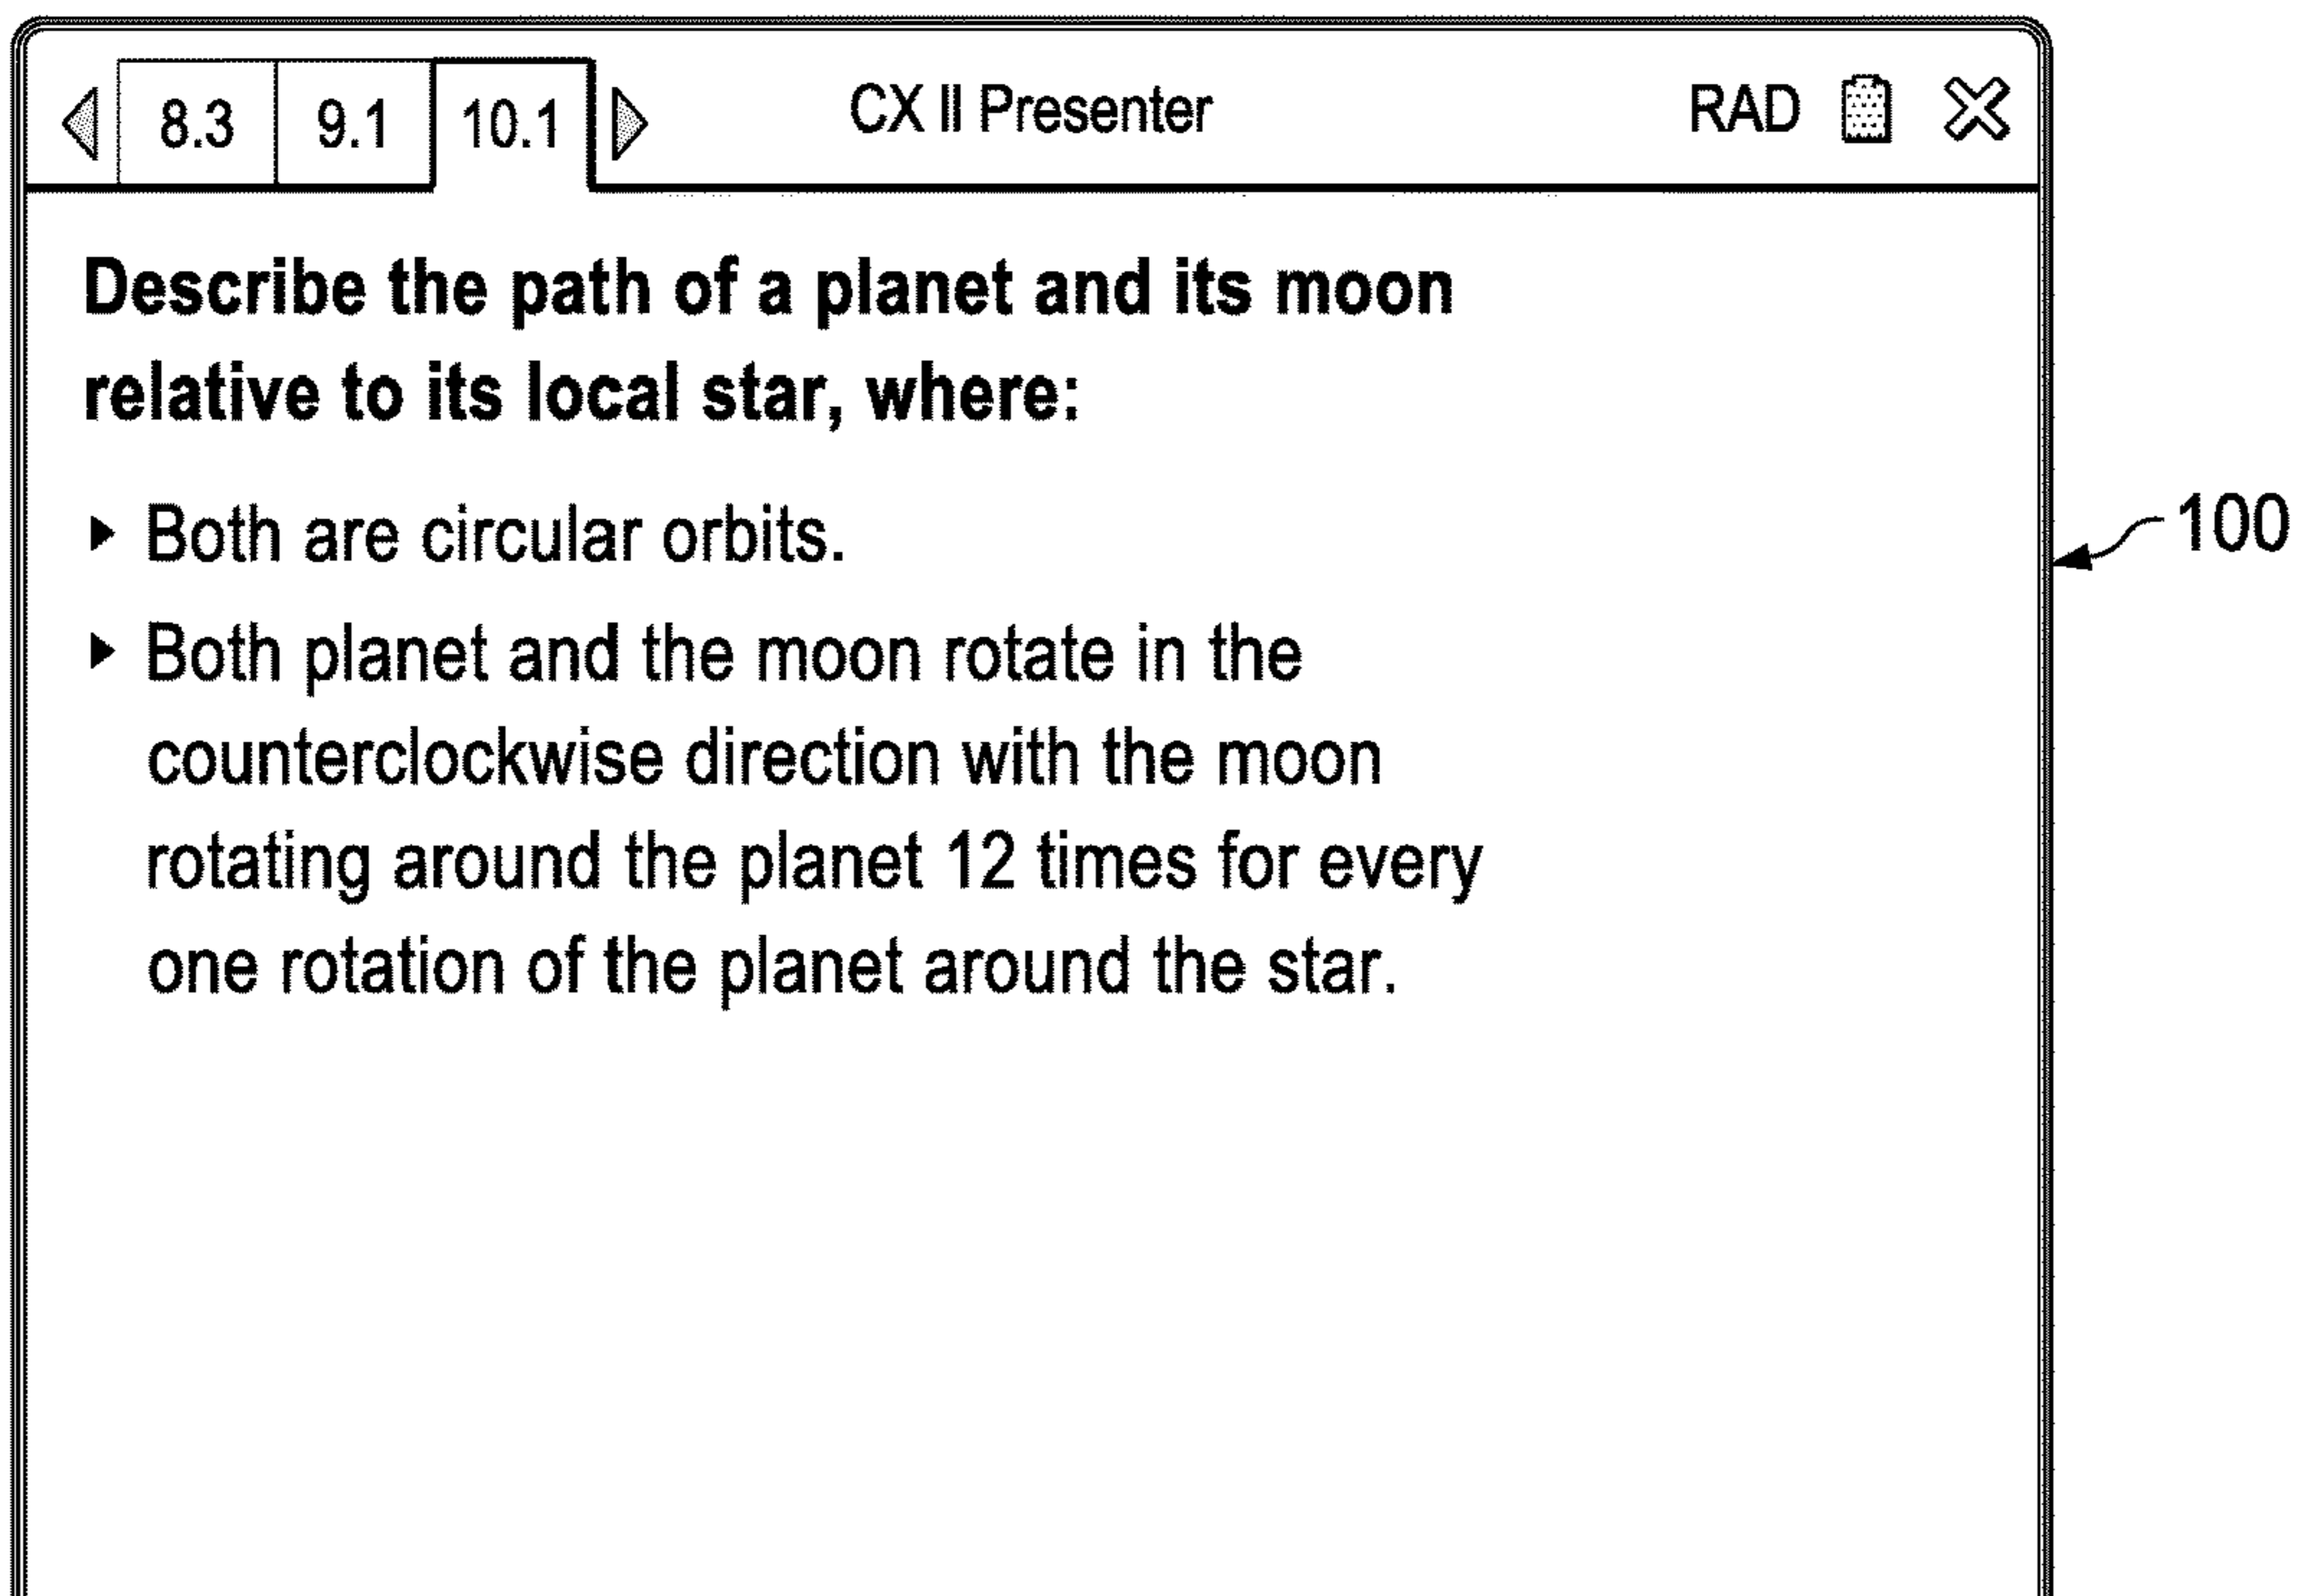 8.3 9.1 10.1 CX II Presenter RAD
Describe the path of a planet and its moon
relative to its local star, where:
Both are circular orbits.
100
Both planet and the moon rotate in the
counterclockwise direction with the moon
rotating around the planet 12 times for every
one rotation of the planet around the star.